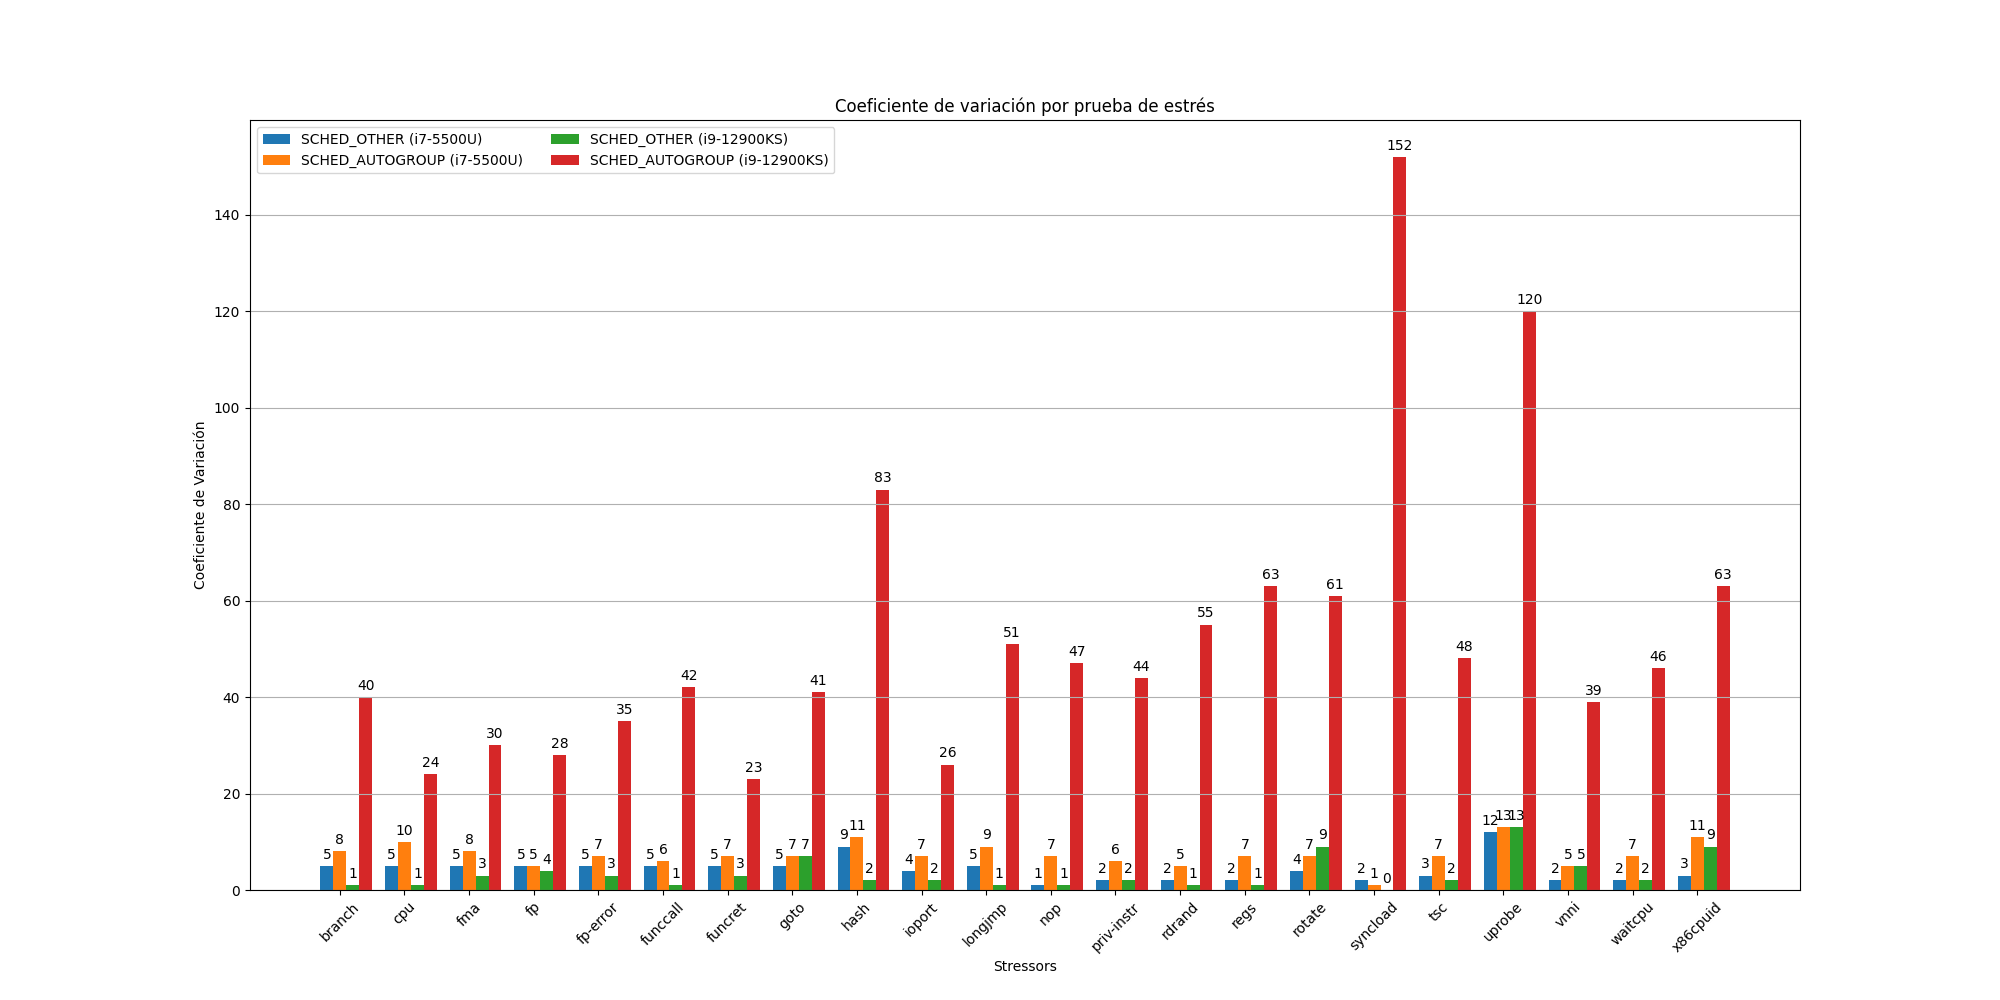 Coeficiente de variación por prueba de estrés
SCHED_OTHER (i7-5500U)
SCHED_AUTOGROUP (i7-5500U)
SCHED_OTHER (i9-12900KS)
SCHED_AUTOGROUP (i9-12900KS)
Coeficiente de Variación
140
120
100
80
60
40
20
0
5 8 1 40
5 10 1 24
5 8 3 30
5 5 4 28
5 7 3 35
5 6 1 42
5 7 3 23
5 7 7 41
9 11 2 83
4 7 2 26
5 9 1 51
1 7 1 47
2 6 2 44
2 5 1 55
2 7 1 63
4 7 9 61
2 1 0 152
3 7 2 48
12 13 13 120
2 5 5 39
2 7 2 46
3 11 9 63
branch
cpu
fma
fp
fp-error
funccall
funcret
goto
hash
ioport
longjmp
nop
priv-instr
rdrand
regs
rotate
syncload
tsc
uprobe
vnni
waitcpu
x86cpuid
Stressors